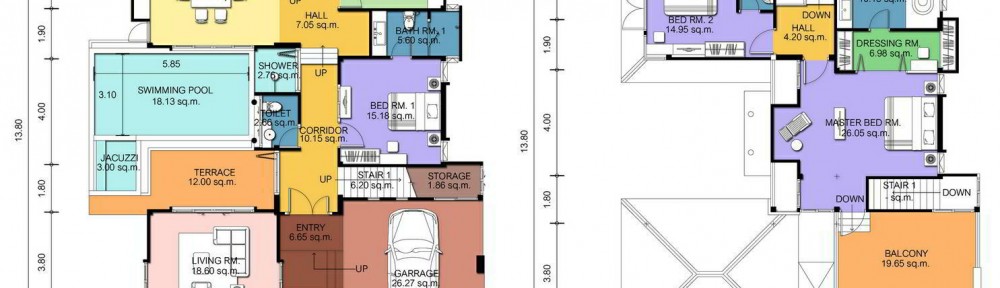 UP
HALL
7.05 sq.m.
BATH RM. 1
5.60 sq.m.
1.90
5.85
SHOWER
2.76 sq.m.
UP
3.10
SWIMMING POOL
18.13 sq.m.
BED RM. 1
15.18 sq.m.
4.00
TOILET
2.65 sq.m.
CORRIDOR
10.15 sq.m.
13.80
JACUZZI
3.00 sq.m.
TERRACE
12.00 sq.m.
UP
STAIR 1
6.20 sq.m.
STORAGE
1.86 sq.m.
1.80
ENTRY
6.65 sq.m.
LIVING RM.
18.60 sq.m.
UP
GARRAGE
26.27 sq.m.
3.80
BED RM. 2
14.95 sq.m.
DOWN
HALL
4.20 sq.m.
DRESSING RM.
6.98 sq.m.
1.90
4.00
MASTER BED RM.
26.05 sq.m.
13.80
STAIR 1
- sq.m.
DOWN
DOWN
1.80
BALCONY
19.65 sq.m.
3.80